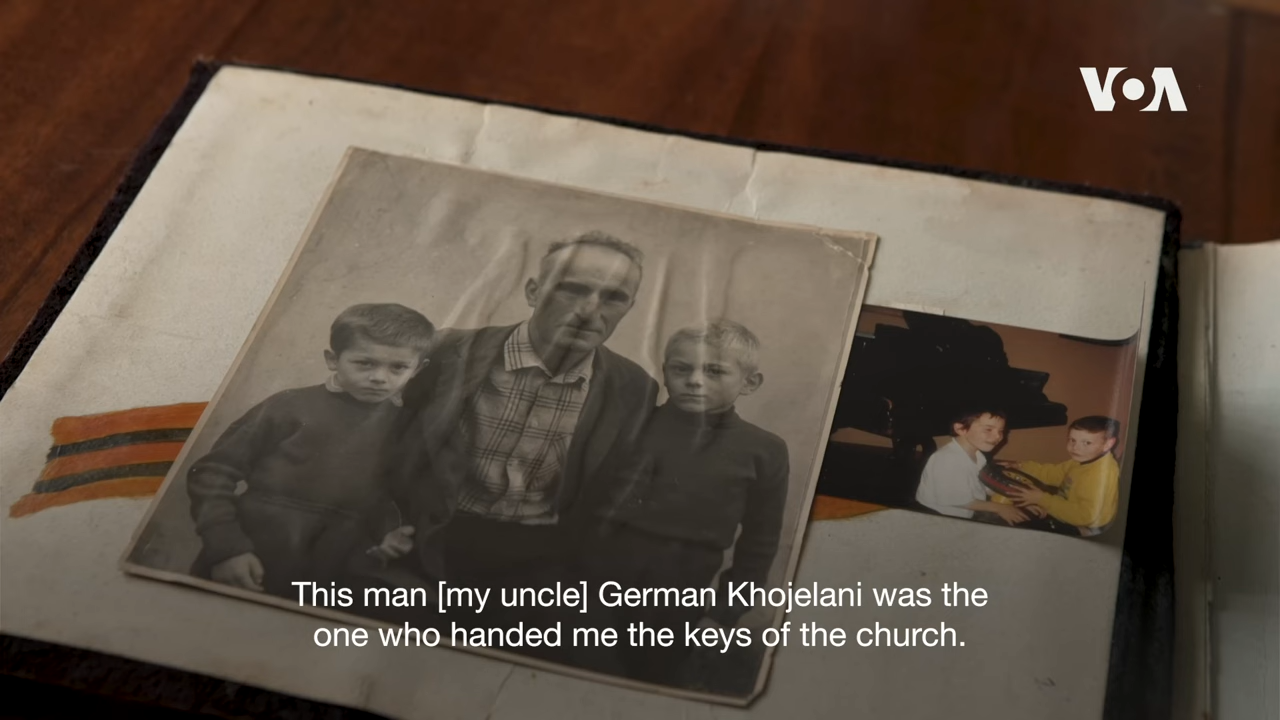 VOA
This man [my uncle] German Khojelani was the
one who handed me the keys of the church.